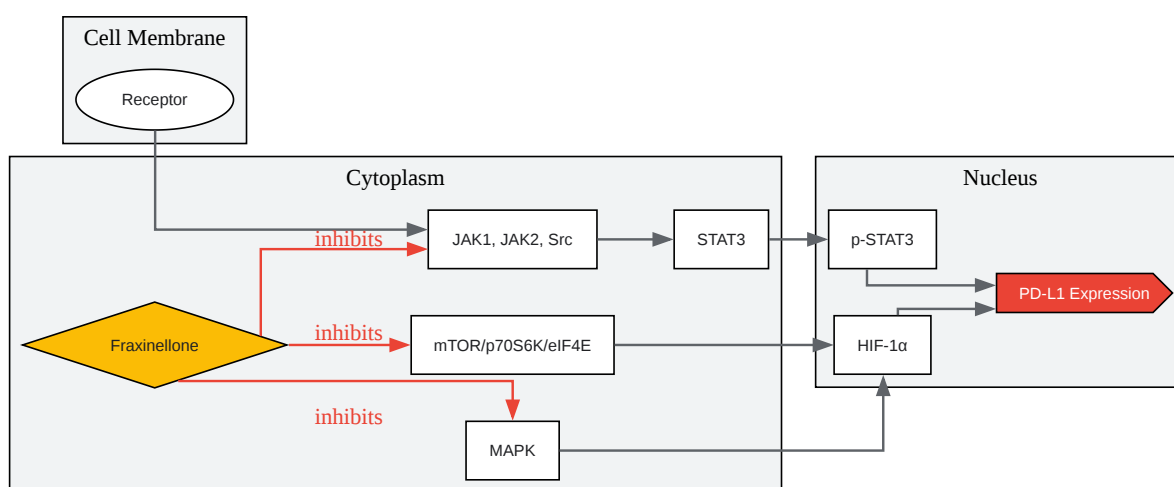 Cell Membrane
Receptor
Cytoplasm
Nucleus
inhibits
JAK1, JAK2, Src
STAT3
p-STAT3
PD-L1 Expression
Fraxinellone
inhibits
mTOR/p70S6K/eIF4E
HIF-1α
inhibits
MAPK